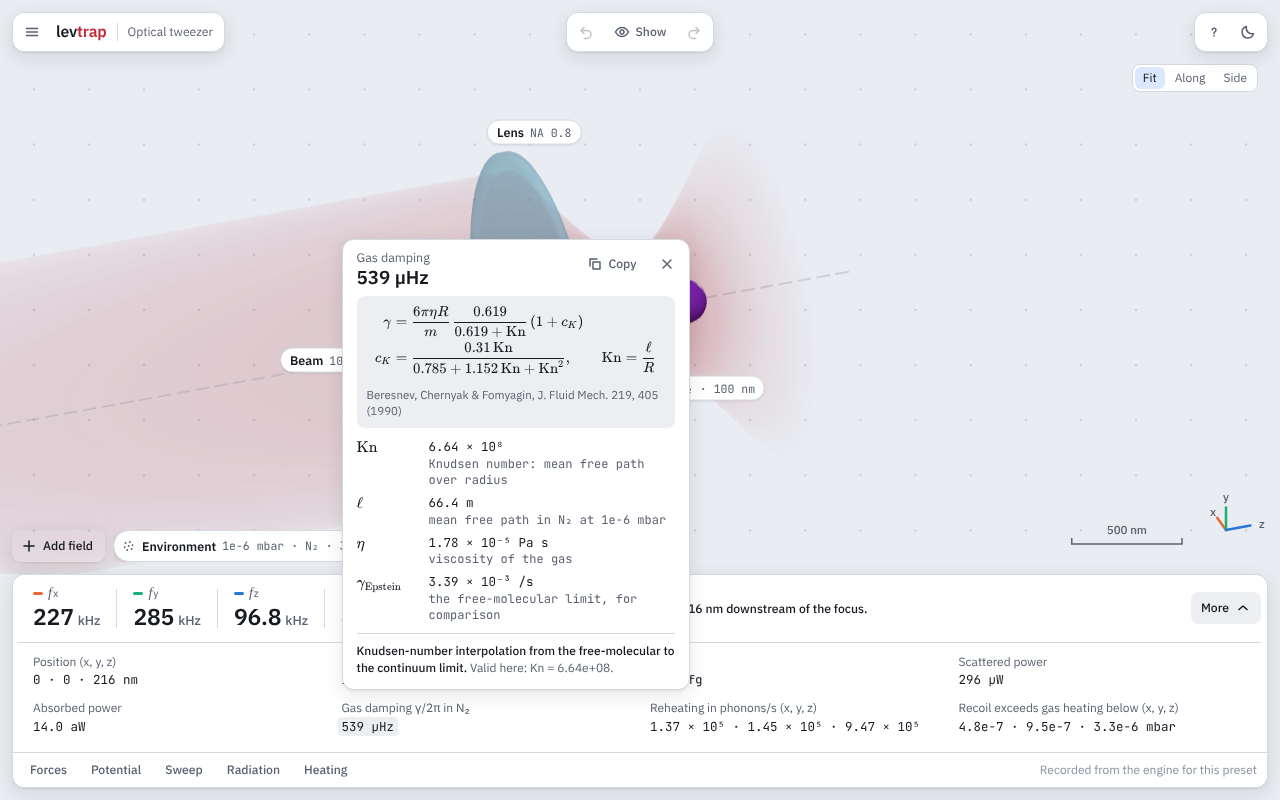 levtrap Optical tweezer
Show
?
Fit Along Side
Lens NA 0.8
Gas damping
539 µHz
Copy
γ = 6πηR/m 0.619/(0.619 + Kn) (1 + c_K)
c_K = 0.31 Kn/(0.785 + 1.152 Kn + Kn²), Kn = ℓ/R
Beresnev, Chernyak & Fomyagin, J. Fluid Mech. 219, 405
(1990)
Kn 6.64 × 10⁸
Knudsen number: mean free path
over radius
ℓ 66.4 m
mean free path in N₂ at 1e-6 mbar
η 1.78 × 10⁻⁵ Pa s
viscosity of the gas
γ_Epstein 3.39 × 10⁻³ /s
the free-molecular limit, for
comparison
Knudsen-number interpolation from the free-molecular to
the continuum limit. Valid here: Kn = 6.64e+08.
Beam 10
· 100 nm
y
x
z
500 nm
Add field
Environment 1e-6 mbar · N₂ ·
fx
227 kHz
fy
285 kHz
fz
96.8 kHz
16 nm downstream of the focus.
More
Position (x, y, z)
0 · 0 · 216 nm
fg
Scattered power
296 µW
Absorbed power
14.0 aW
Gas damping γ/2π in N₂
539 µHz
Reheating in phonons/s (x, y, z)
1.37 × 10⁵ · 1.45 × 10⁵ · 9.47 × 10⁵
Recoil exceeds gas heating below (x, y, z)
4.8e-7 · 9.5e-7 · 3.3e-6 mbar
Forces Potential Sweep Radiation Heating
Recorded from the engine for this preset